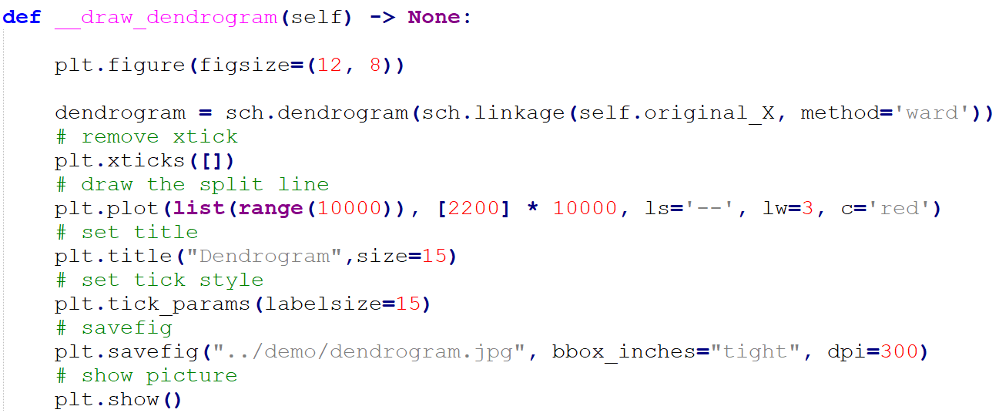 def __draw_dendrogram(self) -> None:
plt.figure(figsize=(12, 8))
dendrogram = sch.dendrogram(sch.linkage(self.original_X, method='ward'))
# remove xtick
plt.xticks([])
# draw the split line
plt.plot(list(range(10000)), [2200] * 10000, ls='--', lw=3, c='red')
# set title
plt.title("Dendrogram",size=15)
# set tick style
plt.tick_params(labelsize=15)
# savefig
plt.savefig("../demo/dendrogram.jpg", bbox_inches="tight", dpi=300)
# show picture
plt.show()